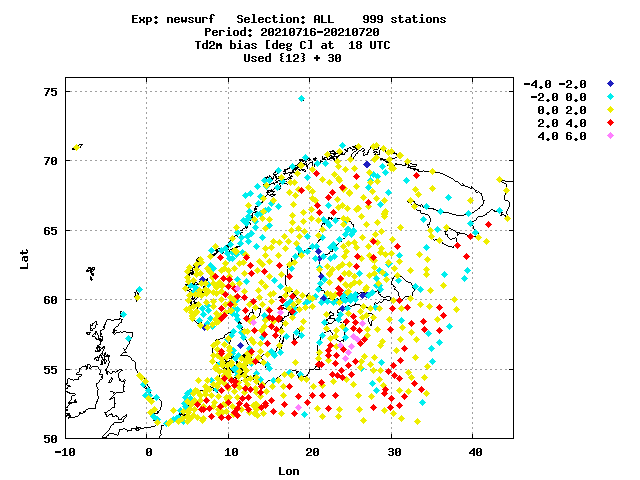 Exp: newsurf Selection: ALL 999 stations
Period: 20210716-20210720
Td2m bias [deg C] at 18 UTC
Used {12} + 30
-4.0 -2.0
-2.0 0.0
0.0 2.0
2.0 4.0
4.0 6.0
75
70
65
60
55
50
Lat
-10 0 10 20 30 40
Lon